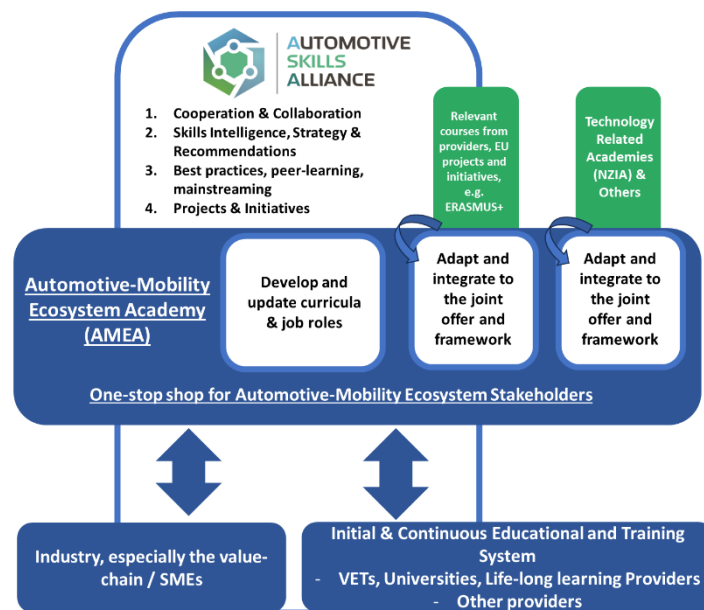 AUTOMOTIVE
SKILLS
ALLIANCE
1. Cooperation & Collaboration
2. Skills Intelligence, Strategy &
Recommendations
3. Best practices, peer-learning,
mainstreaming
4. Projects & Initiatives
Relevant
courses from
providers, EU
projects and
initiatives,
e.g.
ERASMUS+
Technology
Related
Academies
(NZIA) &
Others
Automotive-Mobility
Ecosystem Academy
(AMEA)
Develop and
update curricula
& job roles
Adapt and
integrate to
the joint
offer and
framework
Adapt and
integrate to
the joint
offer and
framework
One-stop shop for Automotive-Mobility Ecosystem Stakeholders
Industry, especially the value-
chain / SMEs
Initial & Continuous Educational and Training
System
- VETs, Universities, Life-long learning Providers
- Other providers